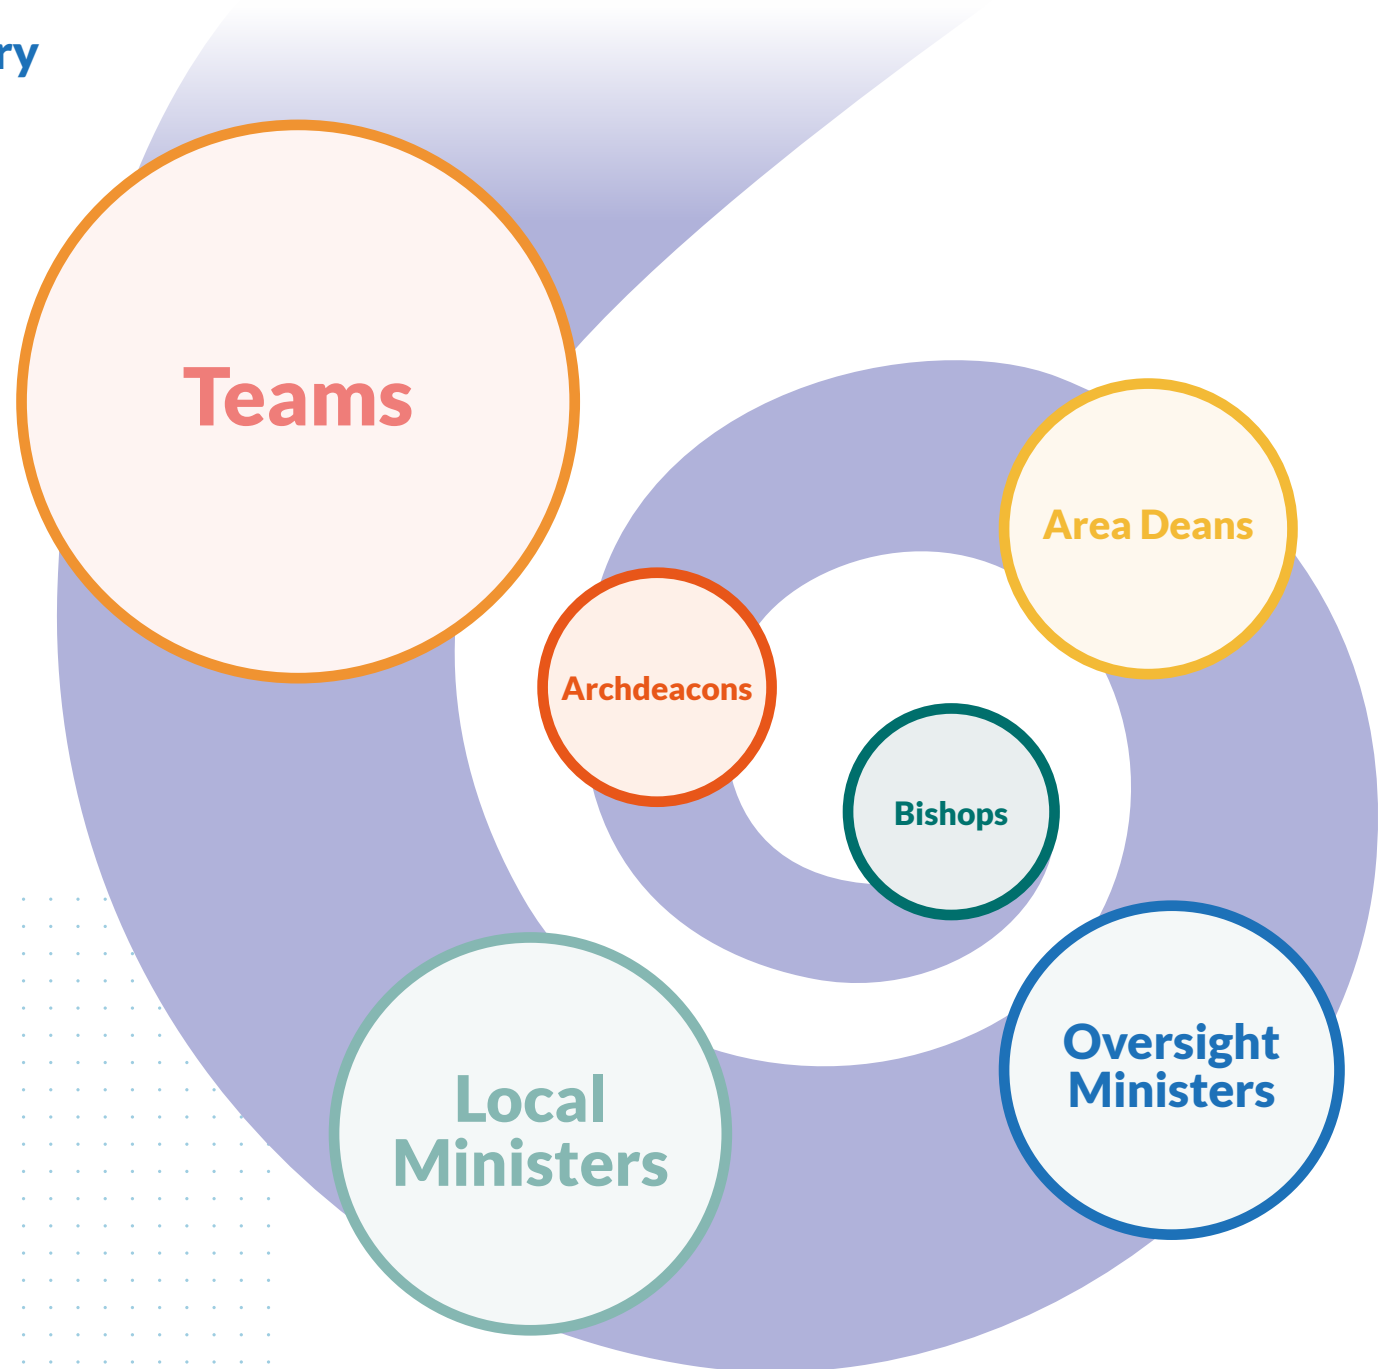 ry
Teams
Area Deans
Archdeacons
Bishops
Oversight
Ministers
Local
Ministers